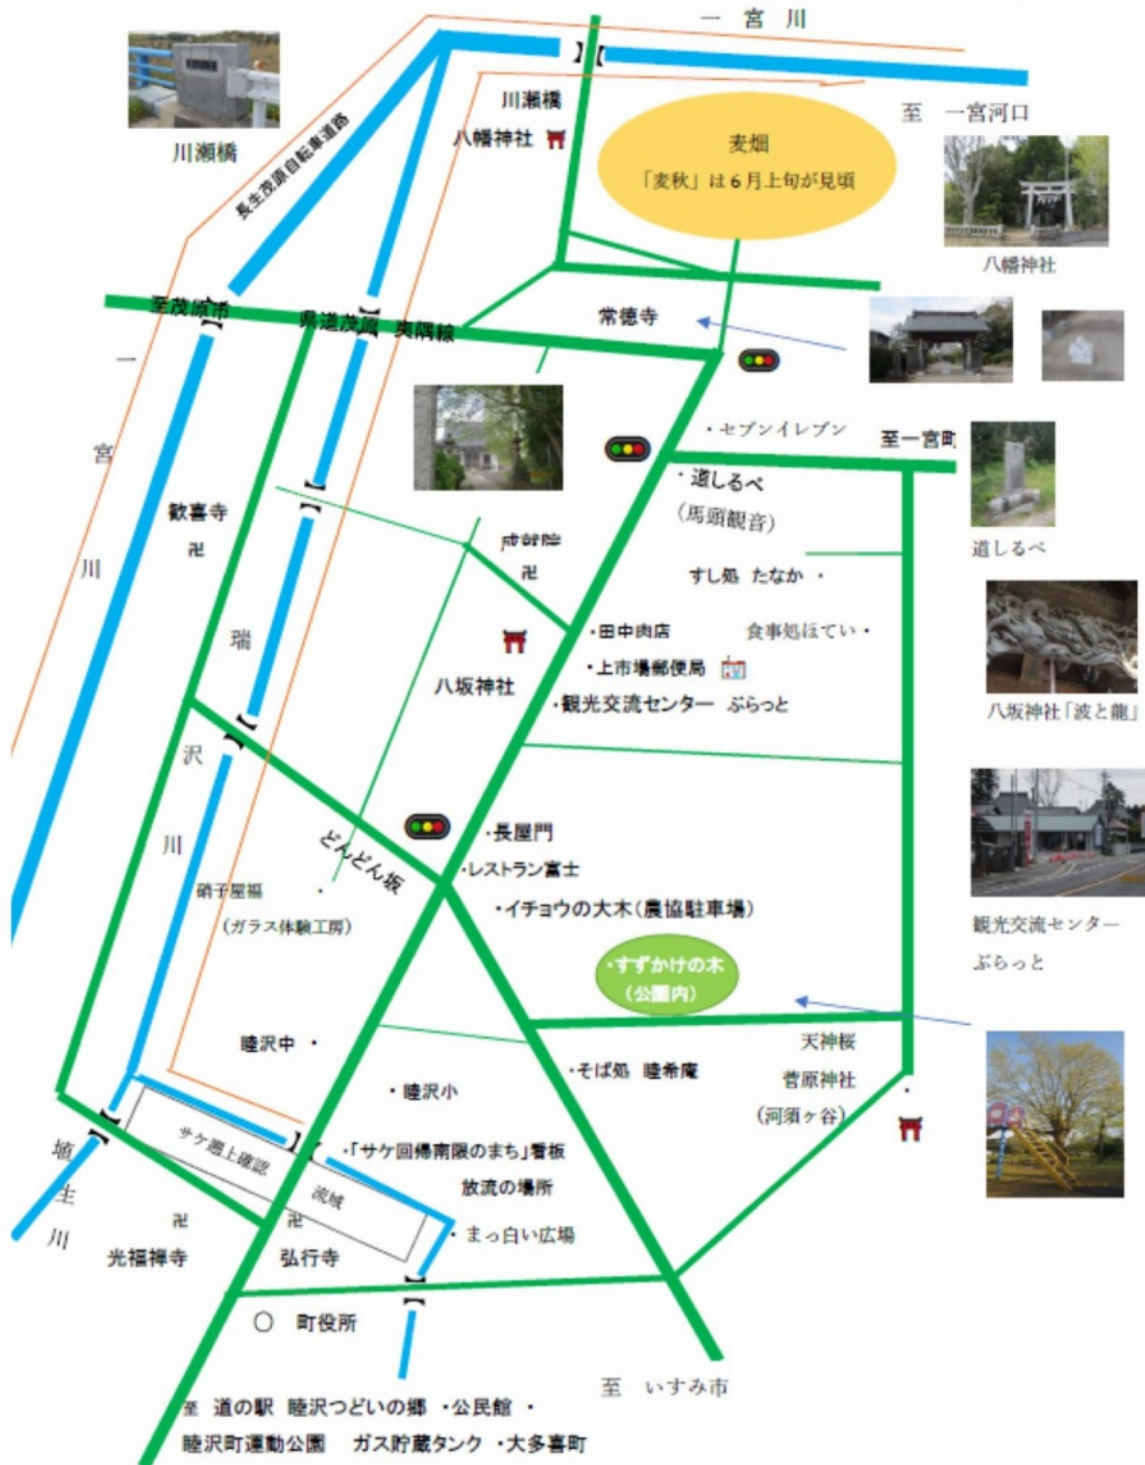 一 宮 川
川瀬橋
八幡神社
川瀬橋
長生茂原自転車道路
麦畑
「麦秋」は6月上旬が見頃
至 一宮河口
八幡神社
至茂原市
県道茂原 夷隅線
常徳寺
一
宮
川
・セブンイレブン
至一宮町
・道しるべ
(馬頭観音)
道しるべ
歓喜寺
卍
成就院
卍
すし処 たなか ・
・田中肉店
食事処ほてい・
・上市場郵便局
八坂神社
・観光交流センター ぶらっと
八坂神社「波と龍」
瑞
沢
川
・長屋門
どんどん坂
・レストラン富士
硝子屋福 ・
(ガラス体験工房)
・イチョウの大木(農協駐車場)
観光交流センター
ぶらっと
・すずかけの木
(公園内)
睦沢中 ・
・睦沢小
・そば処 睦希庵
天神桜
菅原神社
(河須ヶ谷)
・
サケ遡上確認
流域
・「サケ回帰南限のまち」看板
放流の場所
・まっ白い広場
埴
生
川
卍
光福禅寺
卍
弘行寺
○ 町役所
至 いすみ市
至 道の駅 睦沢つどいの郷 ・公民館 ・
睦沢町運動公園 ガス貯蔵タンク ・大多喜町